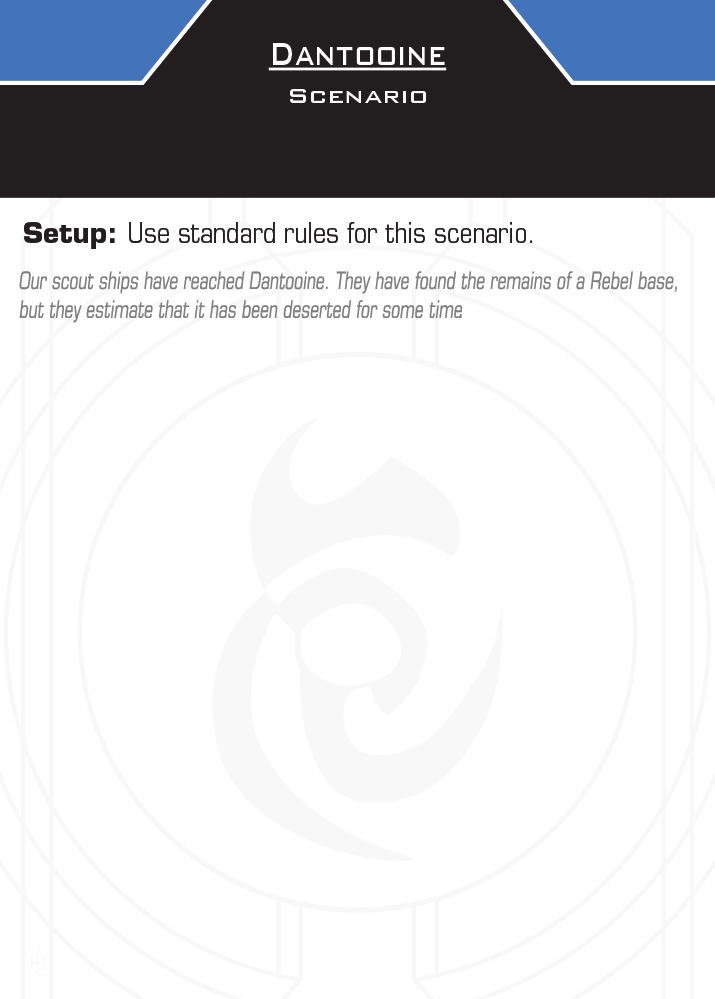 DANTOOINE
SCENARIO
Setup: Use standard rules for this scenario.
Our scout ships have reached Dantooine. They have found the remains of a Rebel base,
but they estimate that it has been deserted for some time